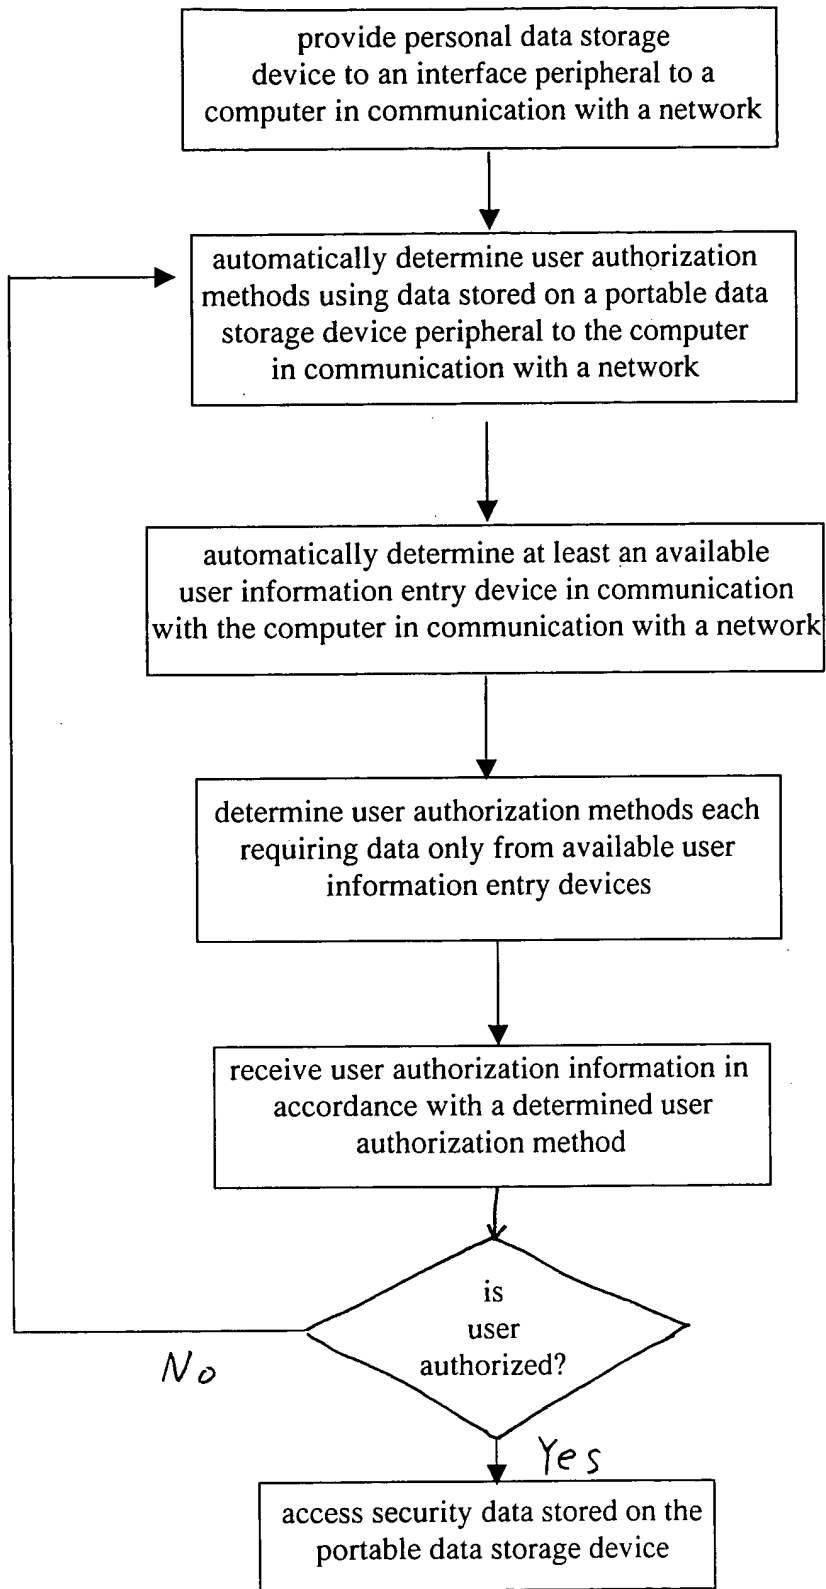 provide personal data storage
device to an interface peripheral to a
computer in communication with a network
automatically determine user authorization
methods using data stored on a portable data
storage device peripheral to the computer
in communication with a network
automatically determine at least an available
user information entry device in communication
with the computer in communication with a network
determine user authorization methods each
requiring data only from available user
information entry devices
receive user authorization information in
accordance with a determined user
authorization method
is
user
authorized?
No
Yes
access security data stored on the
portable data storage device